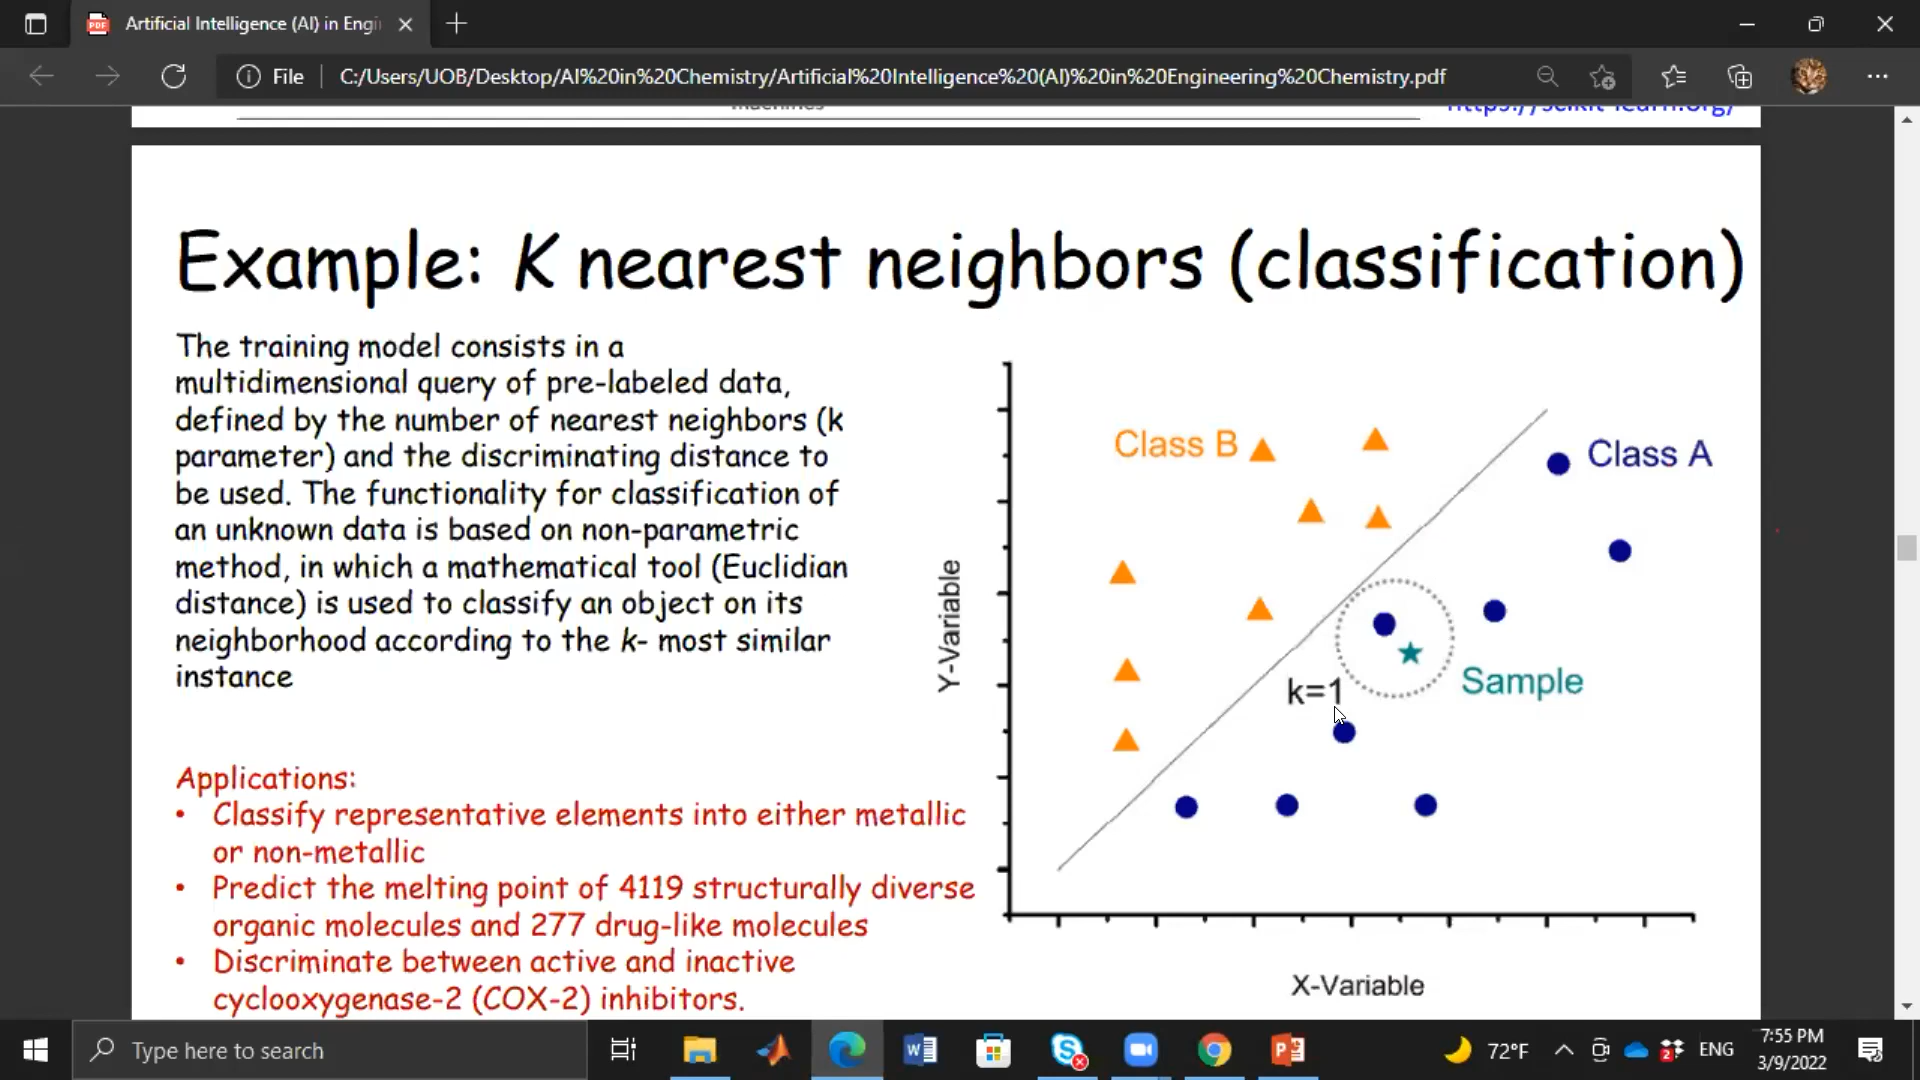 Artificial Intelligence (AI) in Engi
File
C:/Users/UOB/Desktop/AI%20in%20Chemistry/Artificial%20Intelligence%20(AI)%20in%20Engineering%20Chemistry.pdf
machines
https://scikit-learn.org/
Example: K nearest neighbors (classification)
The training model consists in a
multidimensional query of pre-labeled data,
defined by the number of nearest neighbors (k
parameter) and the discriminating distance to
be used. The functionality for classification of
an unknown data is based on non-parametric
method, in which a mathematical tool (Euclidian
distance) is used to classify an object on its
neighborhood according to the k- most similar
instance
Applications:
• Classify representative elements into either metallic
or non-metallic
• Predict the melting point of 4119 structurally diverse
organic molecules and 277 drug-like molecules
• Discriminate between active and inactive
cyclooxygenase-2 (COX-2) inhibitors.
Class B
Class A
Y-Variable
k=1
Sample
X-Variable
Type here to search
72°F
2
ENG
7:55 PM
3/9/2022